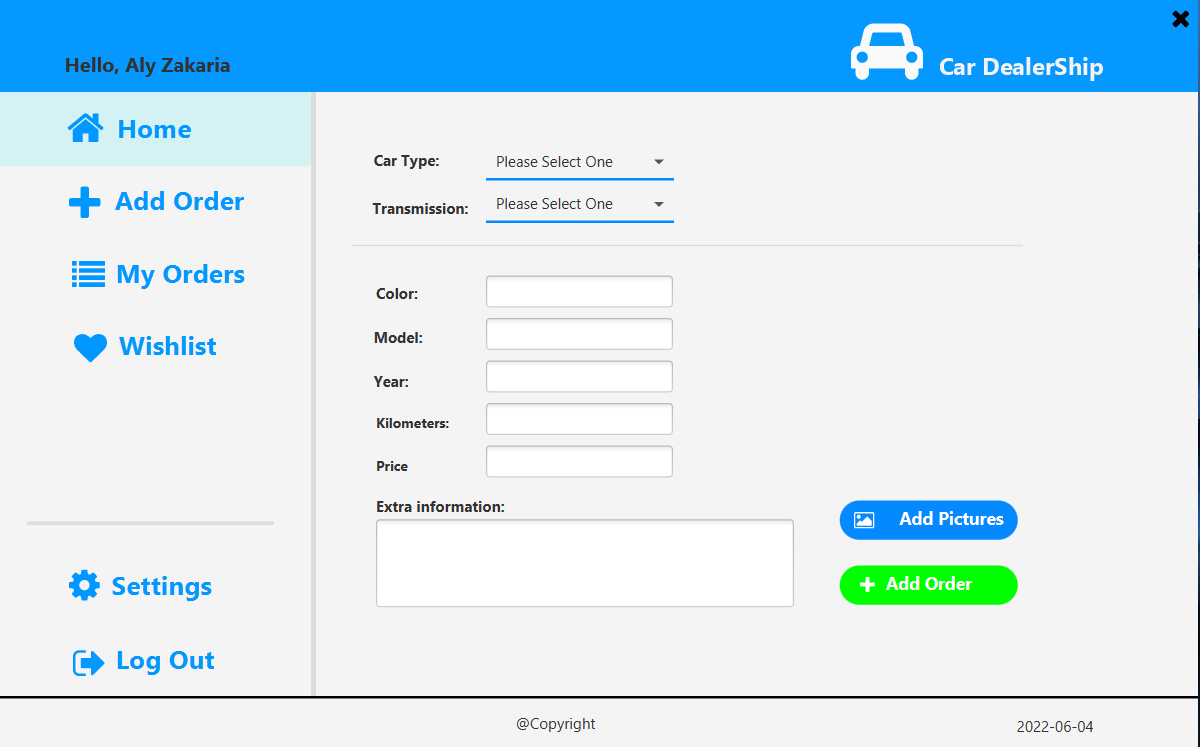 Hello, Aly Zakaria
Car DealerShip
Home
Add Order
My Orders
Wishlist
Settings
Log Out
Car Type: Please Select One
Transmission: Please Select One
Color:
Model:
Year:
Kilometers:
Price
Extra information:
Add Pictures
Add Order
@Copyright
2022-06-04